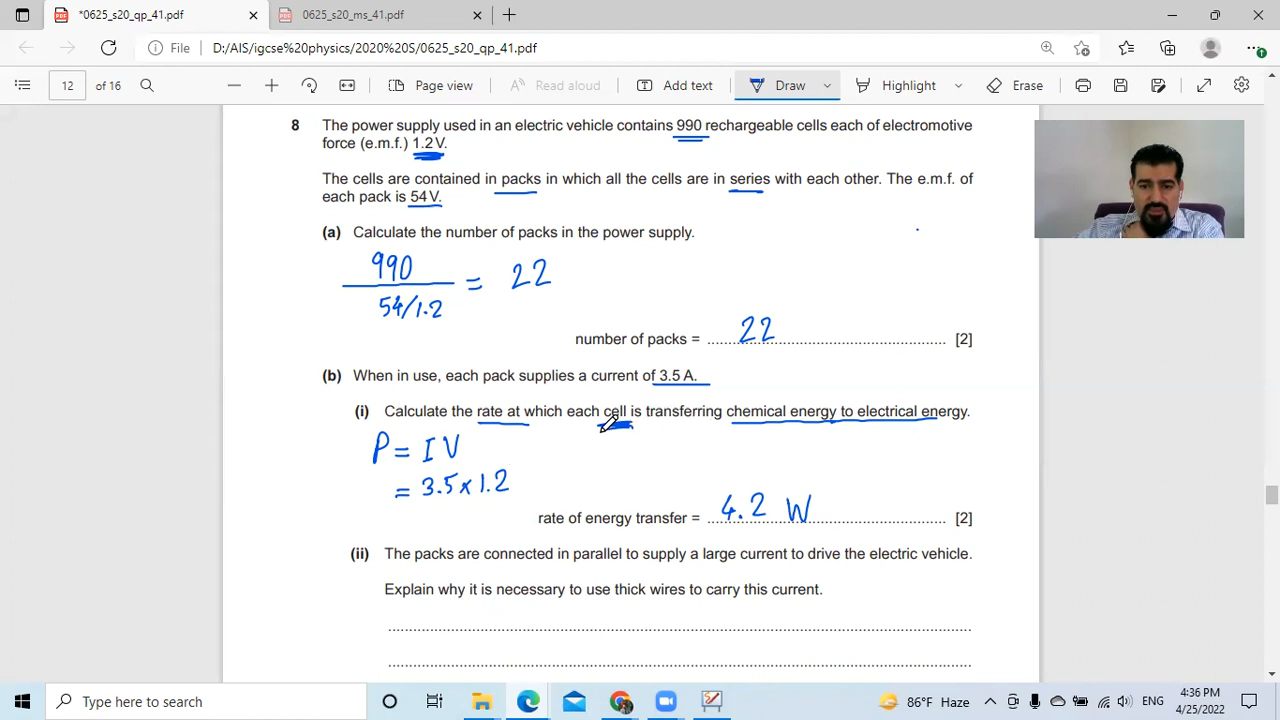 *0625_s20_qp_41.pdf
0625_s20_ms_41.pdf
File
D:/AIS/igcse%20physics/2020%20S/0625_s20_qp_41.pdf
12 of 16
Page view
Read aloud
Add text
Draw
Highlight
Erase
8 The power supply used in an electric vehicle contains 990 rechargeable cells each of electromotive
force (e.m.f.) 1.2 V.
The cells are contained in packs in which all the cells are in series with each other. The e.m.f. of
each pack is 54 V.
(a) Calculate the number of packs in the power supply.
990
54/1.2
= 22
number of packs = 22 [2]
(b) When in use, each pack supplies a current of 3.5 A.
(i) Calculate the rate at which each cell is transferring chemical energy to electrical energy.
P = IV
= 3.5 × 1.2
rate of energy transfer = 4.2 W [2]
(ii) The packs are connected in parallel to supply a large current to drive the electric vehicle.
Explain why it is necessary to use thick wires to carry this current.
Type here to search
86°F Haze
ENG
4:36 PM
4/25/2022